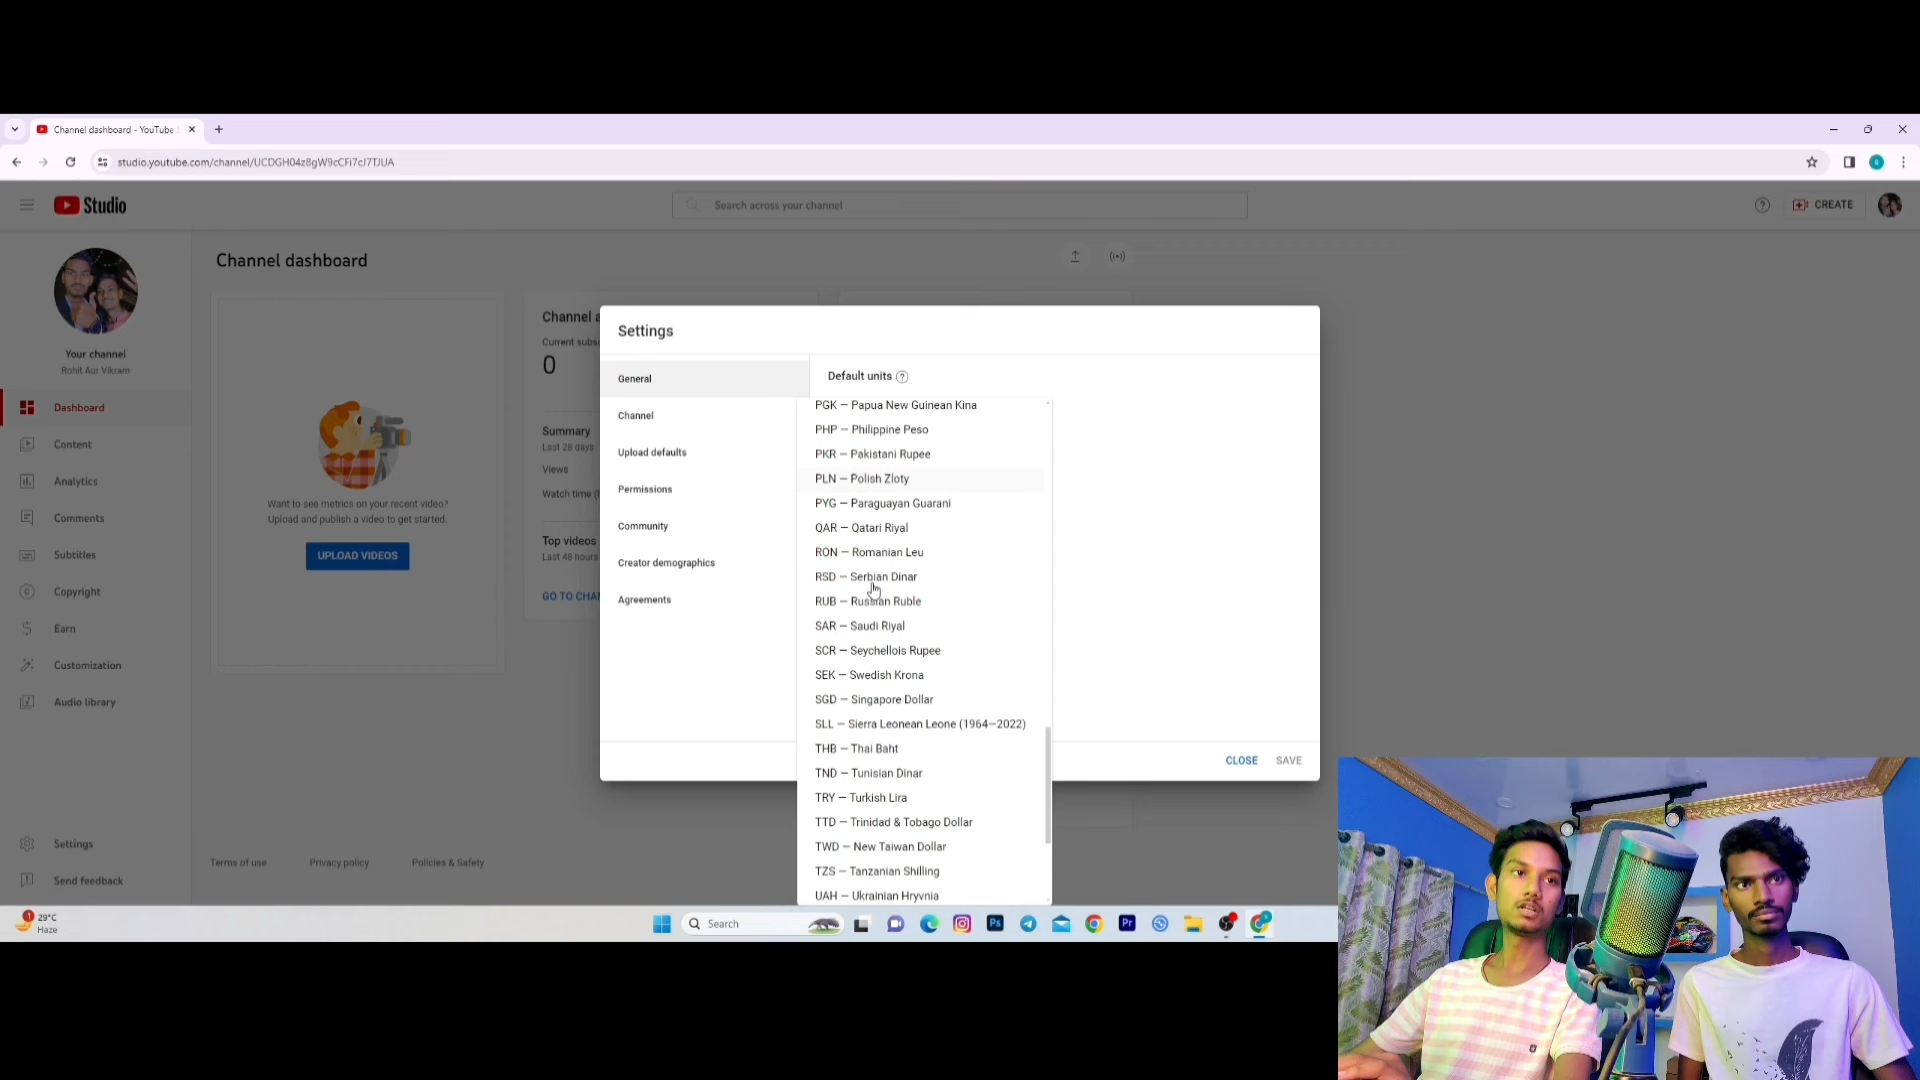 Channel dashboard - YouTube
studio.youtube.com/channel/UCDGH04z8gW9cCFi7cJ7TJUA
Studio
Search across your channel
CREATE
Your channel
Rohit Aur Vikram
Dashboard
Content
Analytics
Comments
Subtitles
Copyright
Earn
Customization
Audio library
Settings
Send feedback
Channel dashboard
Want to see metrics on your recent video?
Upload and publish a video to get started.
UPLOAD VIDEOS
Channel a
Current subs
0
Summary
Last 28 days
Views
Watch time (
Top videos
Last 48 hours
GO TO CHAN
Terms of use
Privacy policy
Policies & Safety
Settings
General
Channel
Upload defaults
Permissions
Community
Creator demographics
Agreements
Default units
PGK — Papua New Guinean Kina
PHP — Philippine Peso
PKR — Pakistani Rupee
PLN — Polish Zloty
PYG — Paraguayan Guarani
QAR — Qatari Riyal
RON — Romanian Leu
RSD — Serbian Dinar
RUB — Russian Ruble
SAR — Saudi Riyal
SCR — Seychellois Rupee
SEK — Swedish Krona
SGD — Singapore Dollar
SLL — Sierra Leonean Leone (1964—2022)
THB — Thai Baht
TND — Tunisian Dinar
TRY — Turkish Lira
TTD — Trinidad & Tobago Dollar
TWD — New Taiwan Dollar
TZS — Tanzanian Shilling
UAH — Ukrainian Hryvnia
CLOSE
SAVE
1
29°C
Haze
Search
Ps
Pr